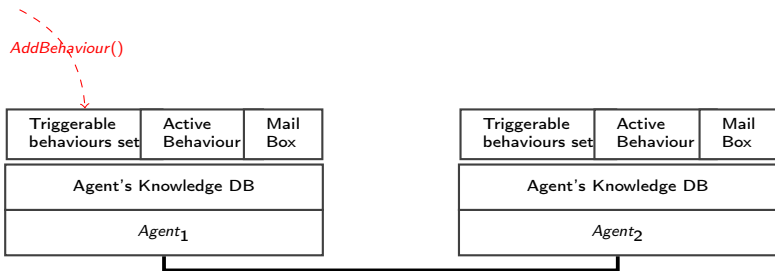 AddBehaviour()
Triggerable behaviours set
Active Behaviour
Mail Box
Agent's Knowledge DB
Agent1
Triggerable behaviours set
Active Behaviour
Mail Box
Agent's Knowledge DB
Agent2